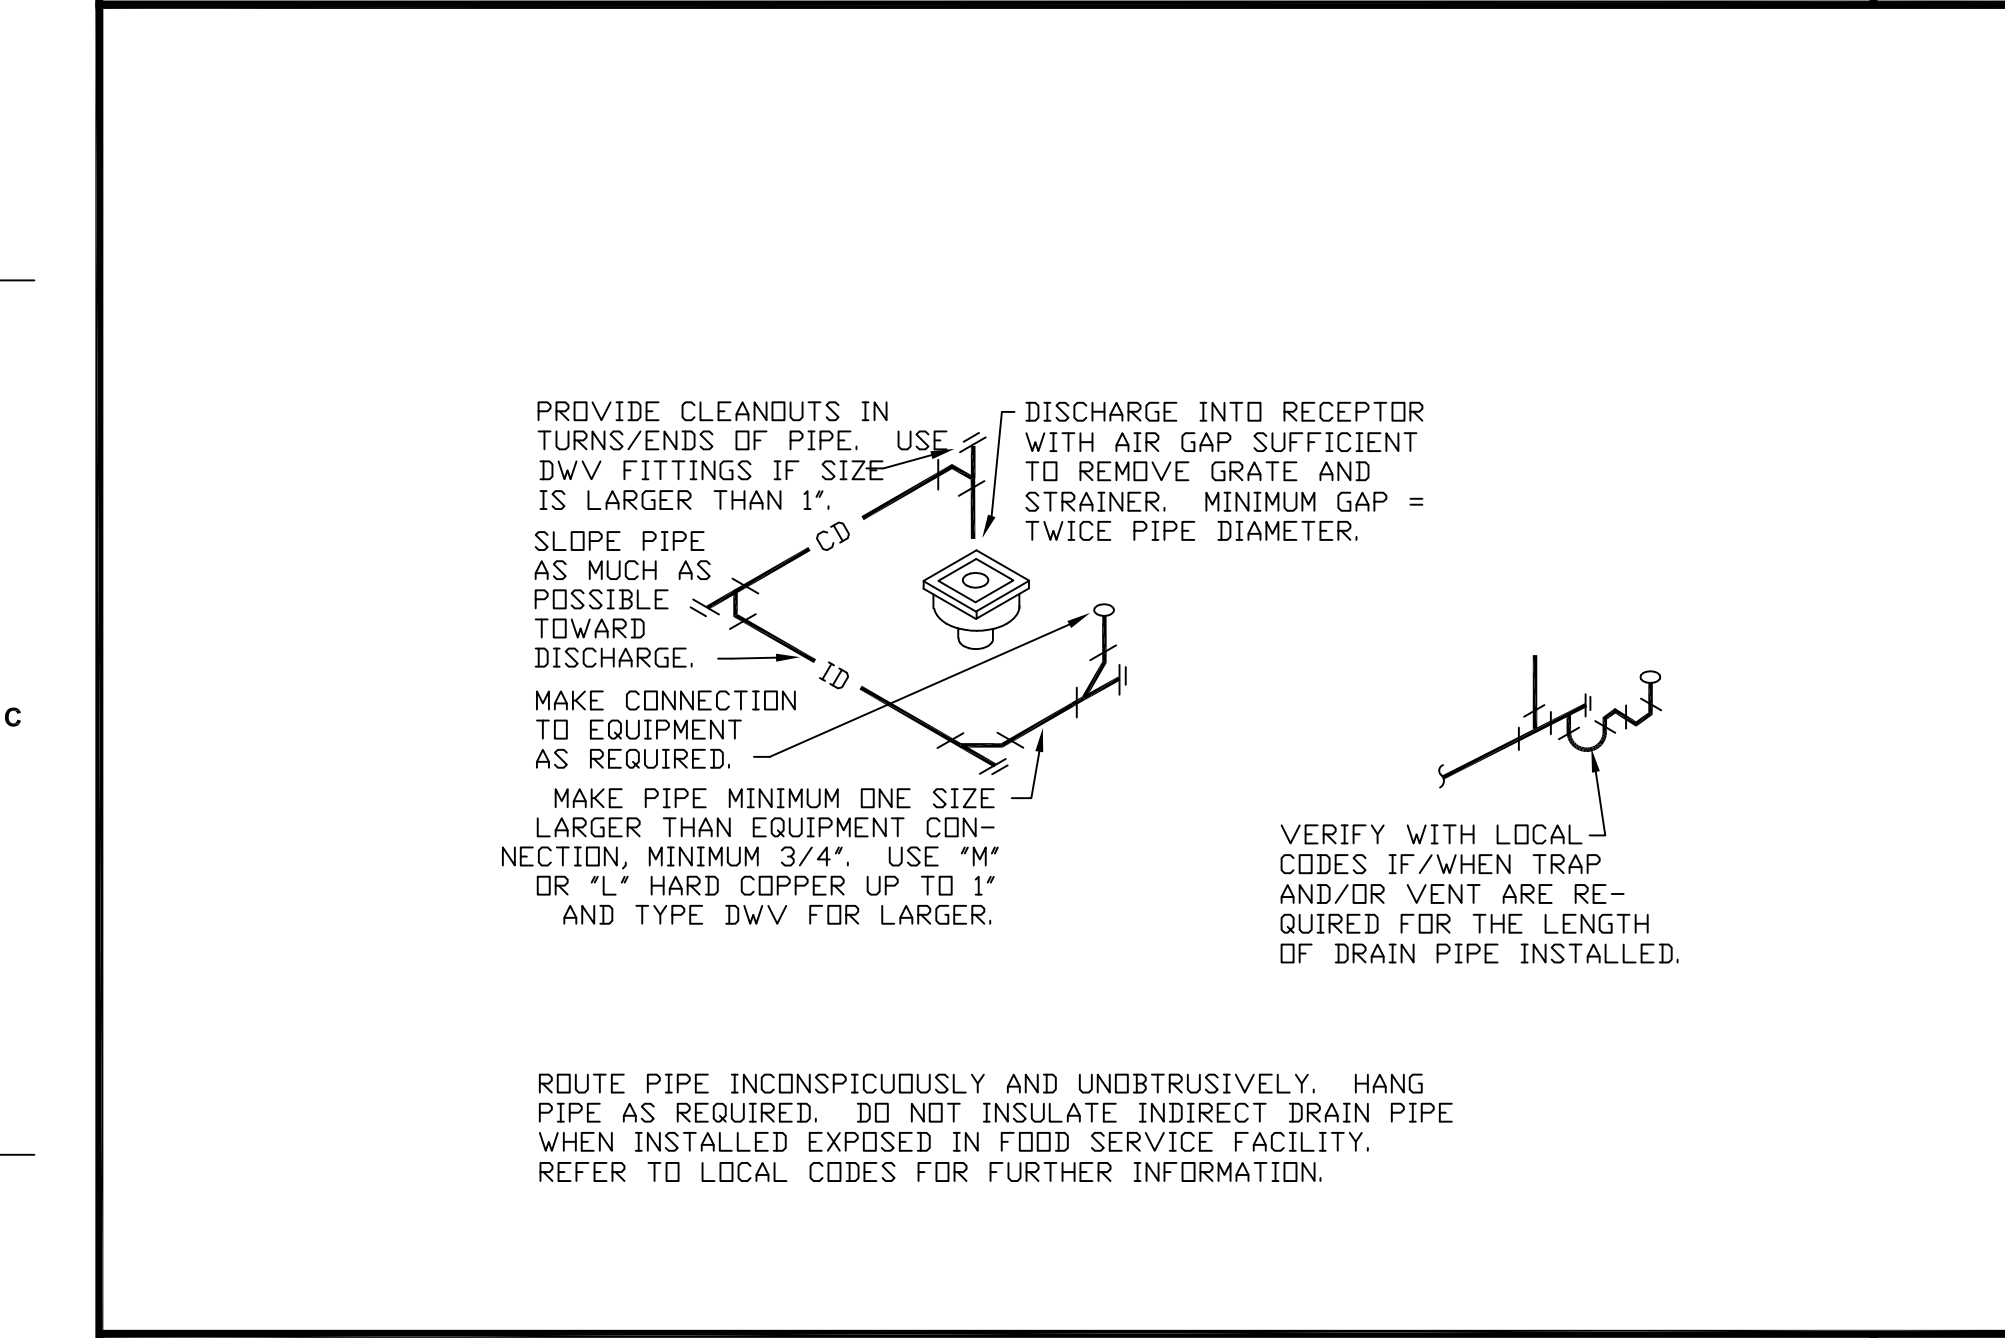 PROVIDE CLEANOUTS IN
TURNS/ENDS OF PIPE.  USE
DWV FITTINGS IF SIZE
IS LARGER THAN 1″.
DISCHARGE INTO RECEPTOR
WITH AIR GAP SUFFICIENT
TO REMOVE GRATE AND
STRAINER.  MINIMUM GAP =
TWICE PIPE DIAMETER.
CD
SLOPE PIPE
AS MUCH AS
POSSIBLE
TOWARD
DISCHARGE.
ID
MAKE CONNECTION
TO EQUIPMENT
AS REQUIRED.
C
MAKE PIPE MINIMUM ONE SIZE
LARGER THAN EQUIPMENT CON-
NECTION, MINIMUM 3/4″.  USE ″M″
OR ″L″ HARD COPPER UP TO 1″
AND TYPE DWV FOR LARGER.
VERIFY WITH LOCAL
CODES IF/WHEN TRAP
AND/OR VENT ARE RE-
QUIRED FOR THE LENGTH
OF DRAIN PIPE INSTALLED.
ROUTE PIPE INCONSPICUOUSLY AND UNOBTRUSIVELY.  HANG
PIPE AS REQUIRED.  DO NOT INSULATE INDIRECT DRAIN PIPE
WHEN INSTALLED EXPOSED IN FOOD SERVICE FACILITY.
REFER TO LOCAL CODES FOR FURTHER INFORMATION.